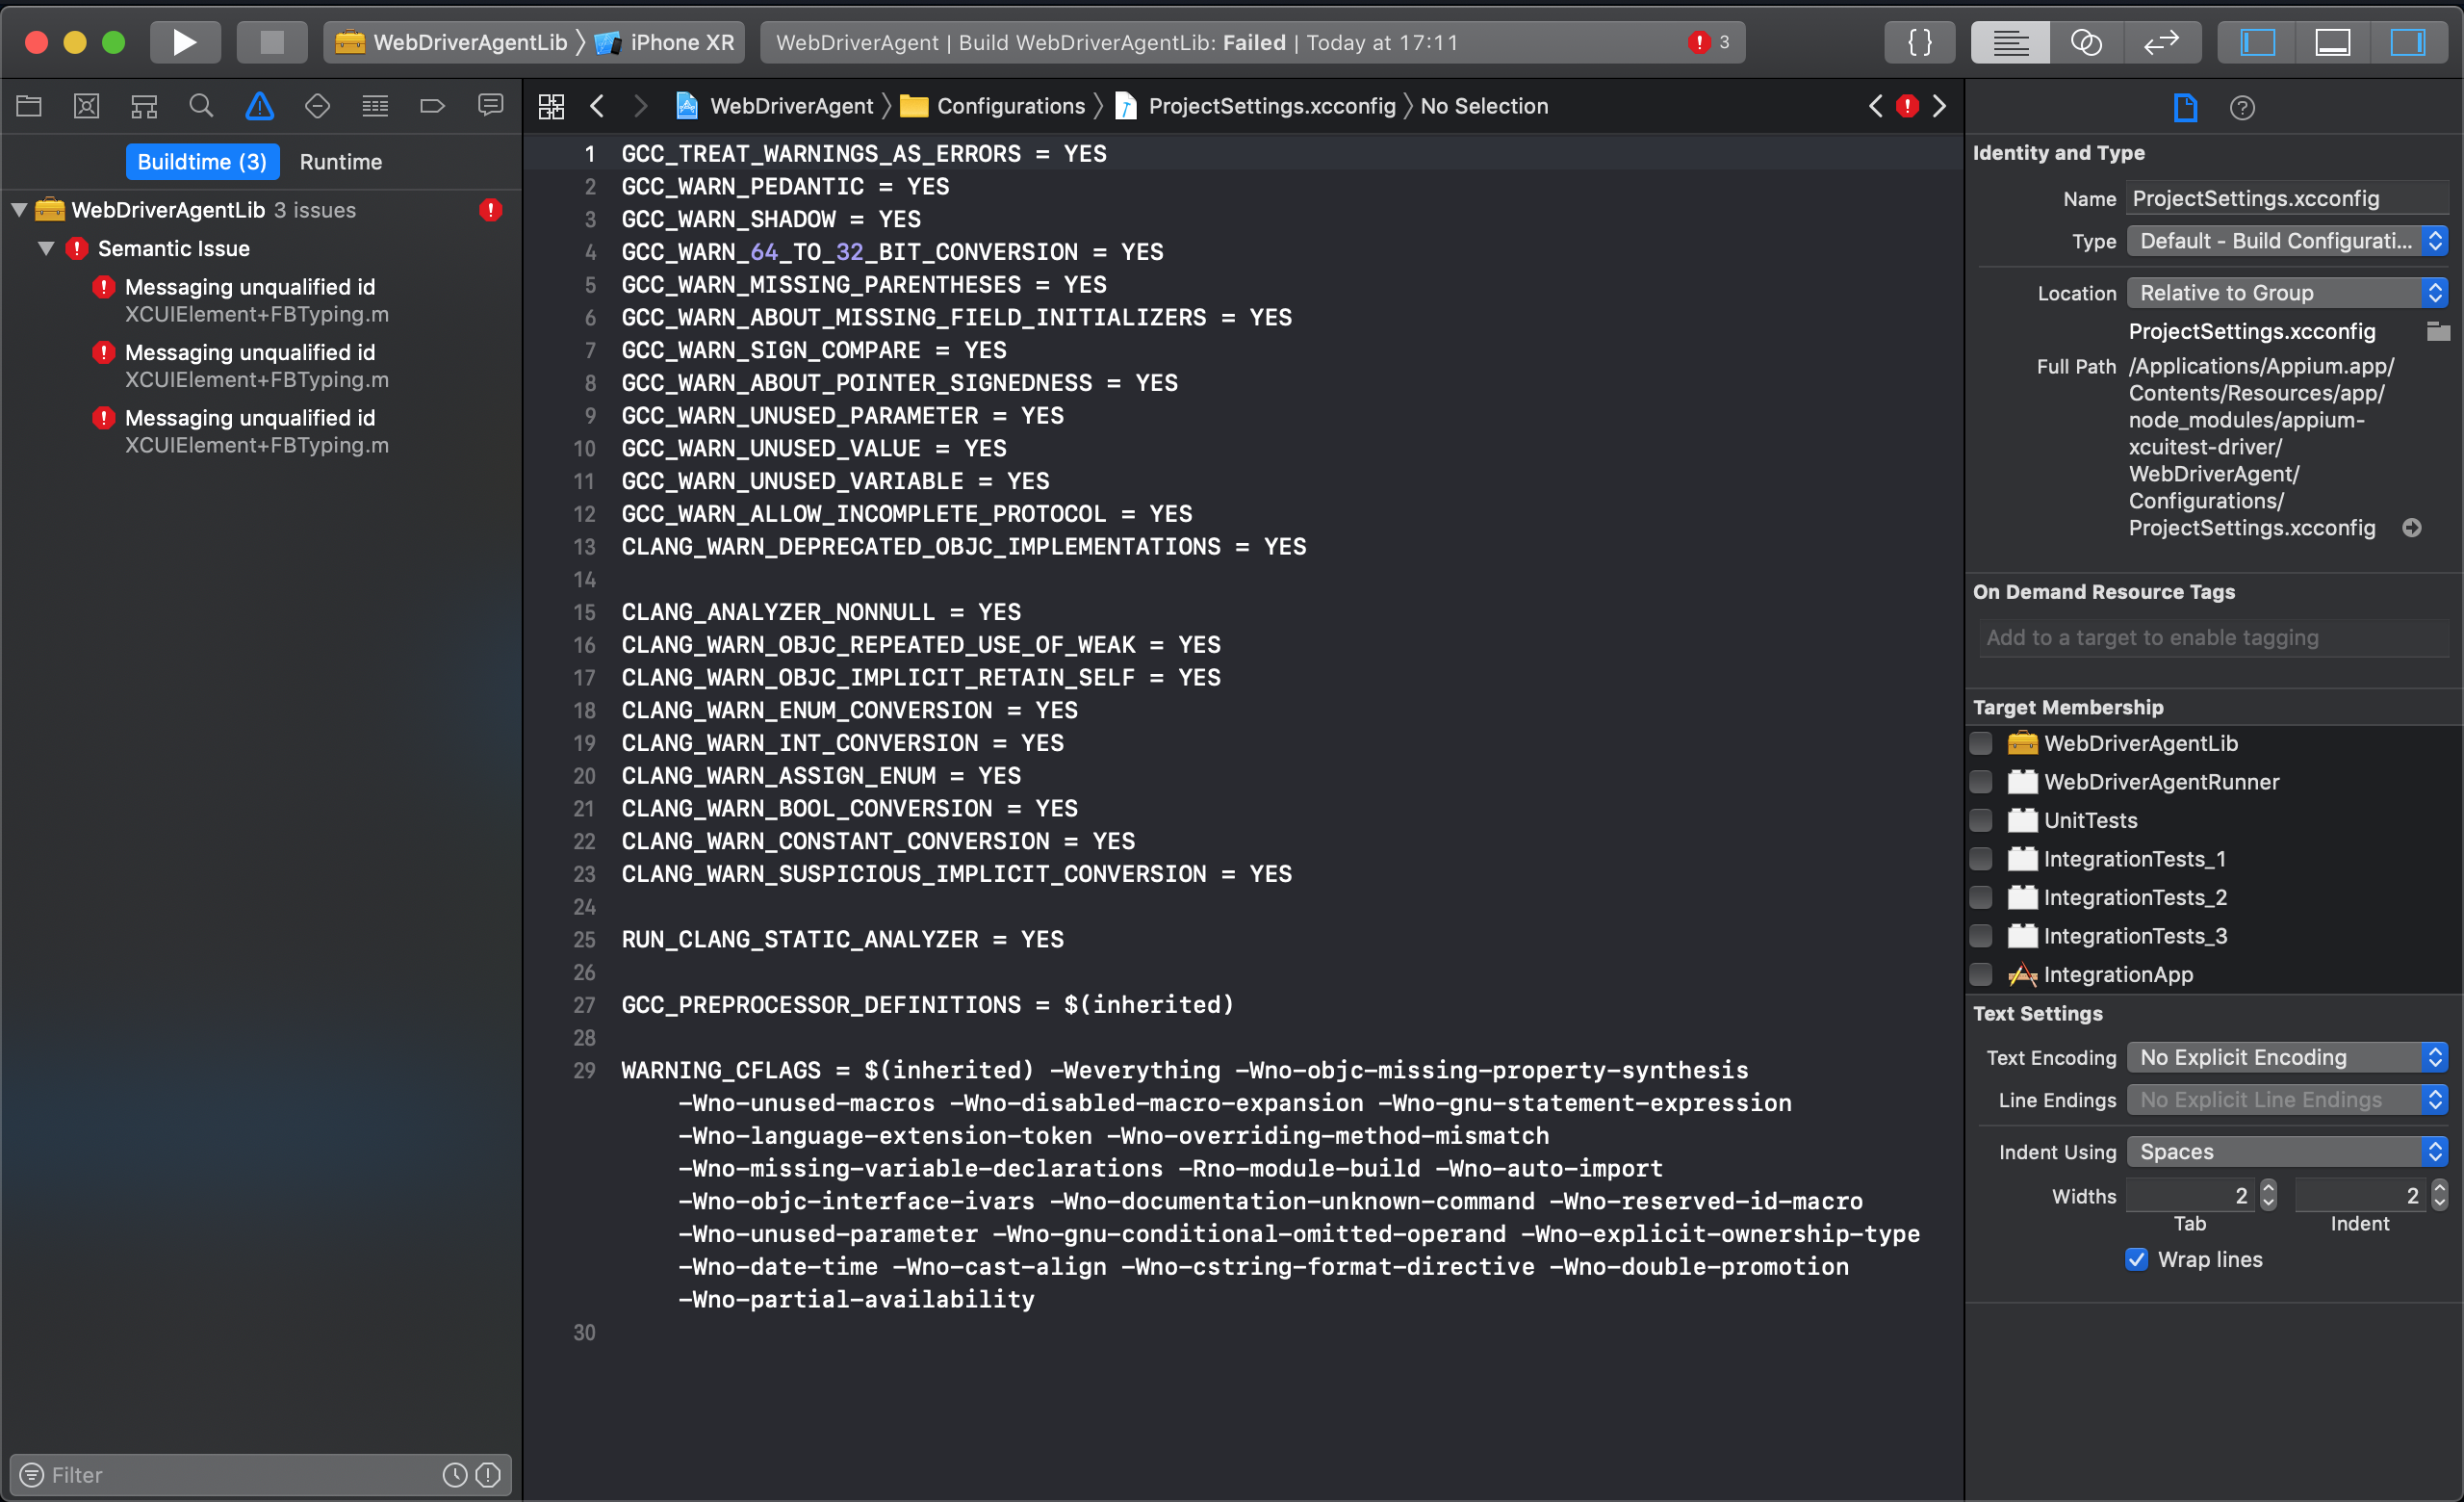 WebDriverAgentLib 〉 iPhone XR
WebDriverAgent | Build WebDriverAgentLib: Failed | Today at 17:11
3
{ }
WebDriverAgent 〉 Configurations 〉 ProjectSettings.xcconfig 〉 No Selection
Buildtime (3) Runtime
WebDriverAgentLib 3 issues
Semantic Issue
Messaging unqualified id
XCUIElement+FBTyping.m
Messaging unqualified id
XCUIElement+FBTyping.m
Messaging unqualified id
XCUIElement+FBTyping.m
Filter
1 GCC_TREAT_WARNINGS_AS_ERRORS = YES
2 GCC_WARN_PEDANTIC = YES
3 GCC_WARN_SHADOW = YES
4 GCC_WARN_64_TO_32_BIT_CONVERSION = YES
5 GCC_WARN_MISSING_PARENTHESES = YES
6 GCC_WARN_ABOUT_MISSING_FIELD_INITIALIZERS = YES
7 GCC_WARN_SIGN_COMPARE = YES
8 GCC_WARN_ABOUT_POINTER_SIGNEDNESS = YES
9 GCC_WARN_UNUSED_PARAMETER = YES
10 GCC_WARN_UNUSED_VALUE = YES
11 GCC_WARN_UNUSED_VARIABLE = YES
12 GCC_WARN_ALLOW_INCOMPLETE_PROTOCOL = YES
13 CLANG_WARN_DEPRECATED_OBJC_IMPLEMENTATIONS = YES
14
15 CLANG_ANALYZER_NONNULL = YES
16 CLANG_WARN_OBJC_REPEATED_USE_OF_WEAK = YES
17 CLANG_WARN_OBJC_IMPLICIT_RETAIN_SELF = YES
18 CLANG_WARN_ENUM_CONVERSION = YES
19 CLANG_WARN_INT_CONVERSION = YES
20 CLANG_WARN_ASSIGN_ENUM = YES
21 CLANG_WARN_BOOL_CONVERSION = YES
22 CLANG_WARN_CONSTANT_CONVERSION = YES
23 CLANG_WARN_SUSPICIOUS_IMPLICIT_CONVERSION = YES
24
25 RUN_CLANG_STATIC_ANALYZER = YES
26
27 GCC_PREPROCESSOR_DEFINITIONS = $(inherited)
28
29 WARNING_CFLAGS = $(inherited) -Weverything -Wno-objc-missing-property-synthesis
-Wno-unused-macros -Wno-disabled-macro-expansion -Wno-gnu-statement-expression
-Wno-language-extension-token -Wno-overriding-method-mismatch
-Wno-missing-variable-declarations -Rno-module-build -Wno-auto-import
-Wno-objc-interface-ivars -Wno-documentation-unknown-command -Wno-reserved-id-macro
-Wno-unused-parameter -Wno-gnu-conditional-omitted-operand -Wno-explicit-ownership-type
-Wno-date-time -Wno-cast-align -Wno-cstring-format-directive -Wno-double-promotion
-Wno-partial-availability
30
Identity and Type
Name ProjectSettings.xcconfig
Type Default - Build Configurati...
Location Relative to Group
ProjectSettings.xcconfig
Full Path /Applications/Appium.app/
Contents/Resources/app/
node_modules/appium-
xcuitest-driver/
WebDriverAgent/
Configurations/
ProjectSettings.xcconfig
On Demand Resource Tags
Add to a target to enable tagging
Target Membership
WebDriverAgentLib
WebDriverAgentRunner
UnitTests
IntegrationTests_1
IntegrationTests_2
IntegrationTests_3
IntegrationApp
Text Settings
Text Encoding No Explicit Encoding
Line Endings No Explicit Line Endings
Indent Using Spaces
Widths 2 2
Tab Indent
Wrap lines